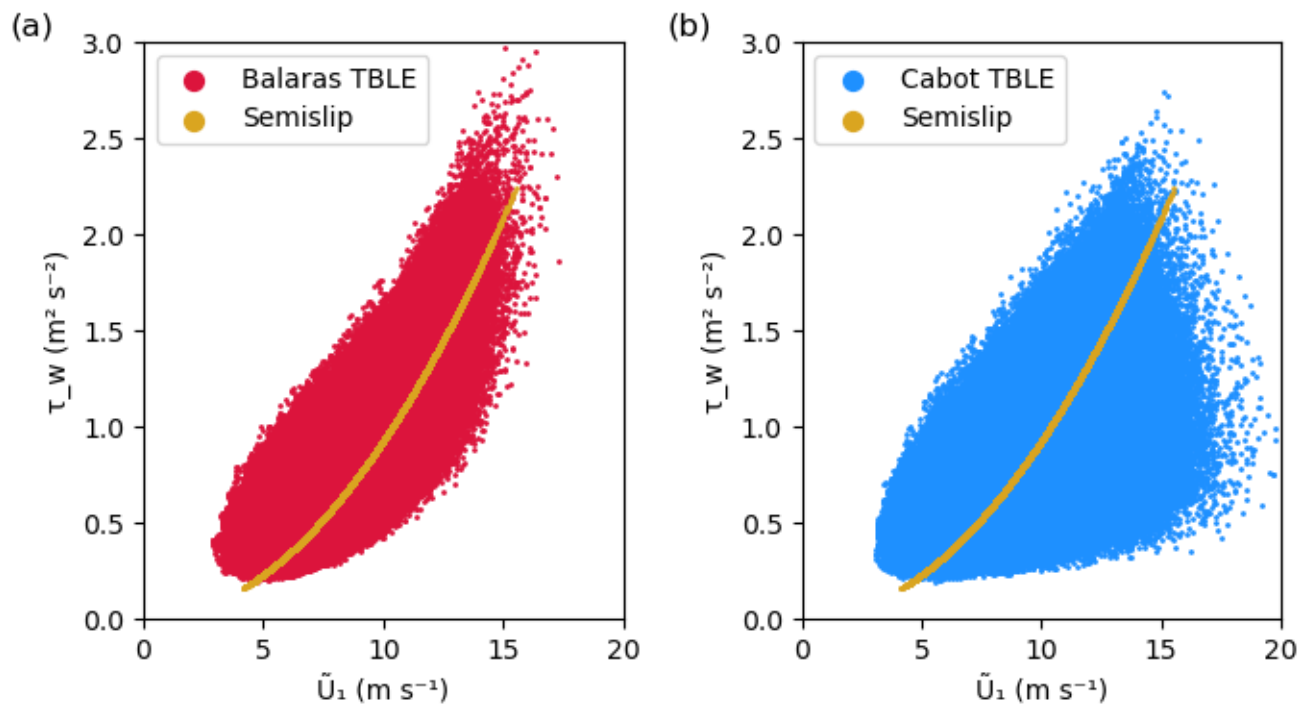 (a)
Balaras TBLE
Semislip
3.0
2.5
2.0
1.5
1.0
0.5
0.0
τ_w (m² s⁻²)
0
5
10
15
20
Ũ₁ (m s⁻¹)
(b)
Cabot TBLE
Semislip
3.0
2.5
2.0
1.5
1.0
0.5
0.0
τ_w (m² s⁻²)
0
5
10
15
20
Ũ₁ (m s⁻¹)